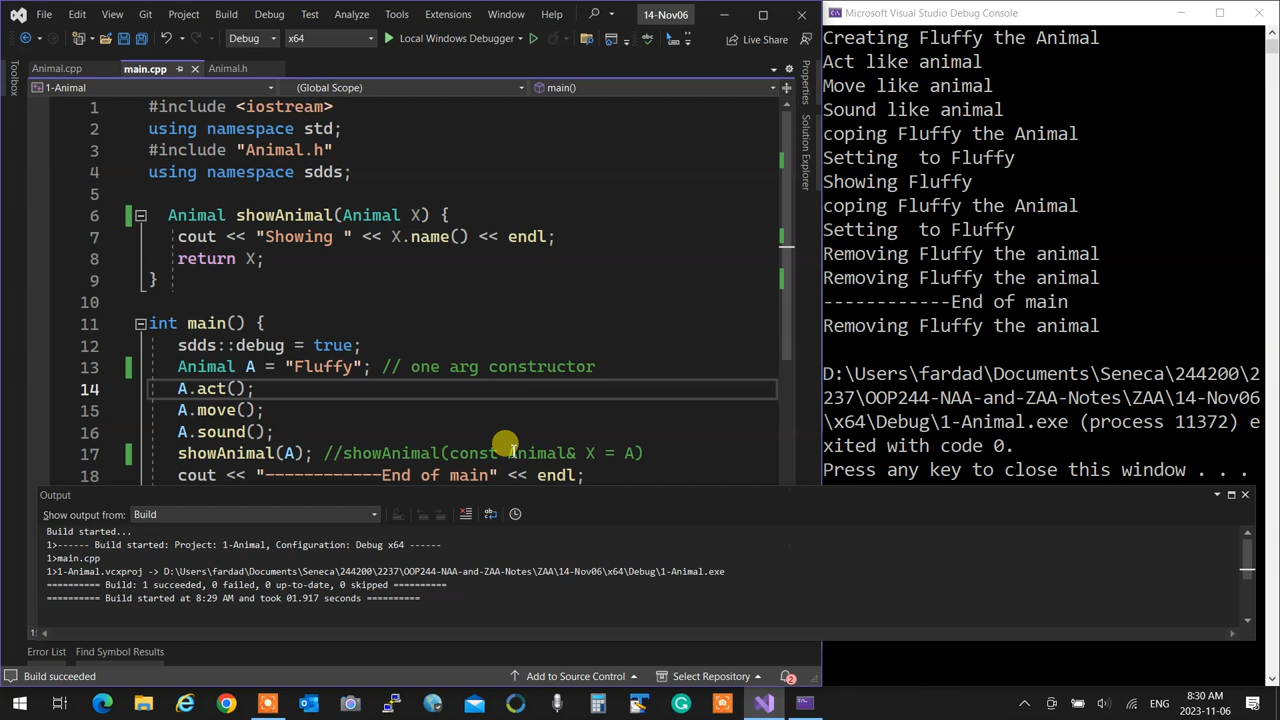 File Edit View Git Project Build Debug Test Analyze Tools Extensions Window Help 14-Nov06
Debug x64 Local Windows Debugger Live Share
Animal.cpp main.cpp Animal.h
1-Animal (Global Scope) main()
Toolbox
Properties
Solution Explorer
1 #include <iostream>
2 using namespace std;
3 #include "Animal.h"
4 using namespace sdds;
5
6 Animal showAnimal(Animal X) {
7 cout << "Showing " << X.name() << endl;
8 return X;
9 }
10
11 int main() {
12 sdds::debug = true;
13 Animal A = "Fluffy"; // one arg constructor
14 A.act();
15 A.move();
16 A.sound();
17 showAnimal(A); //showAnimal(const Animal& X = A)
18 cout << "------------End of main" << endl;
Output
Show output from: Build
Build started...
1>------ Build started: Project: 1-Animal, Configuration: Debug x64 ------
1>main.cpp
1>1-Animal.vcxproj -> D:\Users\fardad\Documents\Seneca\244200\2237\OOP244-NAA-and-ZAA-Notes\ZAA\14-Nov06\x64\Debug\1-Animal.exe
========== Build: 1 succeeded, 0 failed, 0 up-to-date, 0 skipped ==========
========== Build started at 8:29 AM and took 01.917 seconds ==========
Error List Find Symbol Results
Build succeeded Add to Source Control Select Repository 2
Microsoft Visual Studio Debug Console
Creating Fluffy the Animal
Act like animal
Move like animal
Sound like animal
coping Fluffy the Animal
Setting  to Fluffy
Showing Fluffy
coping Fluffy the Animal
Setting  to Fluffy
Removing Fluffy the animal
Removing Fluffy the animal
------------End of main
Removing Fluffy the animal
D:\Users\fardad\Documents\Seneca\244200\2
237\OOP244-NAA-and-ZAA-Notes\ZAA\14-Nov06
\x64\Debug\1-Animal.exe (process 11372) e
xited with code 0.
Press any key to close this window . . .
ENG
8:30 AM
2023-11-06